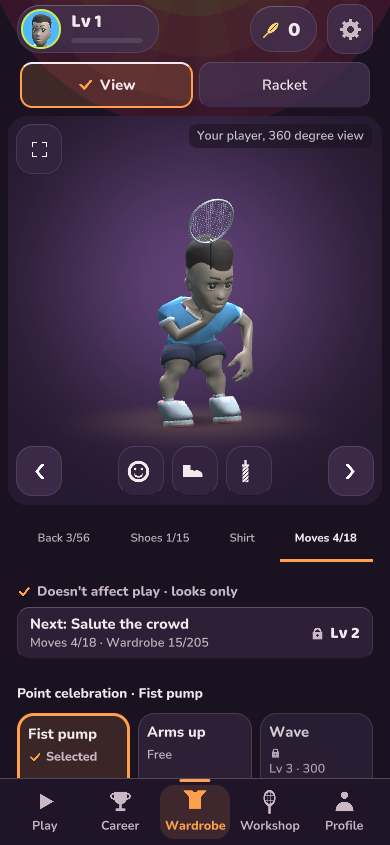 Lv 1
0
View
Racket
Your player, 360 degree view
Back 3/56
Shoes 1/15
Shirt
Moves 4/18
Doesn't affect play · looks only
Next: Salute the crowd
Moves 4/18 · Wardrobe 15/205
Lv 2
Point celebration · Fist pump
Fist pump
Selected
Arms up
Free
Wave
Lv 3 · 300
Play
Career
Wardrobe
Workshop
Profile